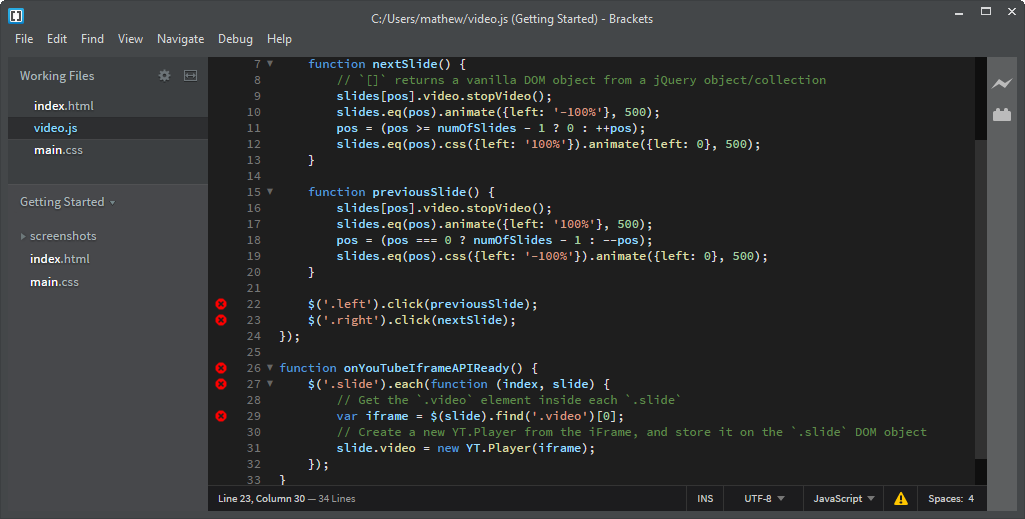 C:/Users/mathew/video.js (Getting Started) - Brackets
File Edit Find View Navigate Debug Help
Working Files
index.html
video.js
main.css
Getting Started
screenshots
index.html
main.css
7 function nextSlide() {
8 // `[]` returns a vanilla DOM object from a jQuery object/collection
9 slides[pos].video.stopVideo();
10 slides.eq(pos).animate({left: '-100%'}, 500);
11 pos = (pos >= numOfSlides - 1 ? 0 : ++pos);
12 slides.eq(pos).css({left: '100%'}).animate({left: 0}, 500);
13 }
14
15 function previousSlide() {
16 slides[pos].video.stopVideo();
17 slides.eq(pos).animate({left: '100%'}, 500);
18 pos = (pos === 0 ? numOfSlides - 1 : --pos);
19 slides.eq(pos).css({left: '-100%'}).animate({left: 0}, 500);
20 }
21
22 $('.left').click(previousSlide);
23 $('.right').click(nextSlide);
24 });
25
26 function onYouTubeIframeAPIReady() {
27 $('.slide').each(function (index, slide) {
28 // Get the `.video` element inside each `.slide`
29 var iframe = $(slide).find('.video')[0];
30 // Create a new YT.Player from the iFrame, and store it on the `.slide` DOM object
31 slide.video = new YT.Player(iframe);
32 });
33 }
Line 23, Column 30 — 34 Lines INS UTF-8 JavaScript Spaces: 4